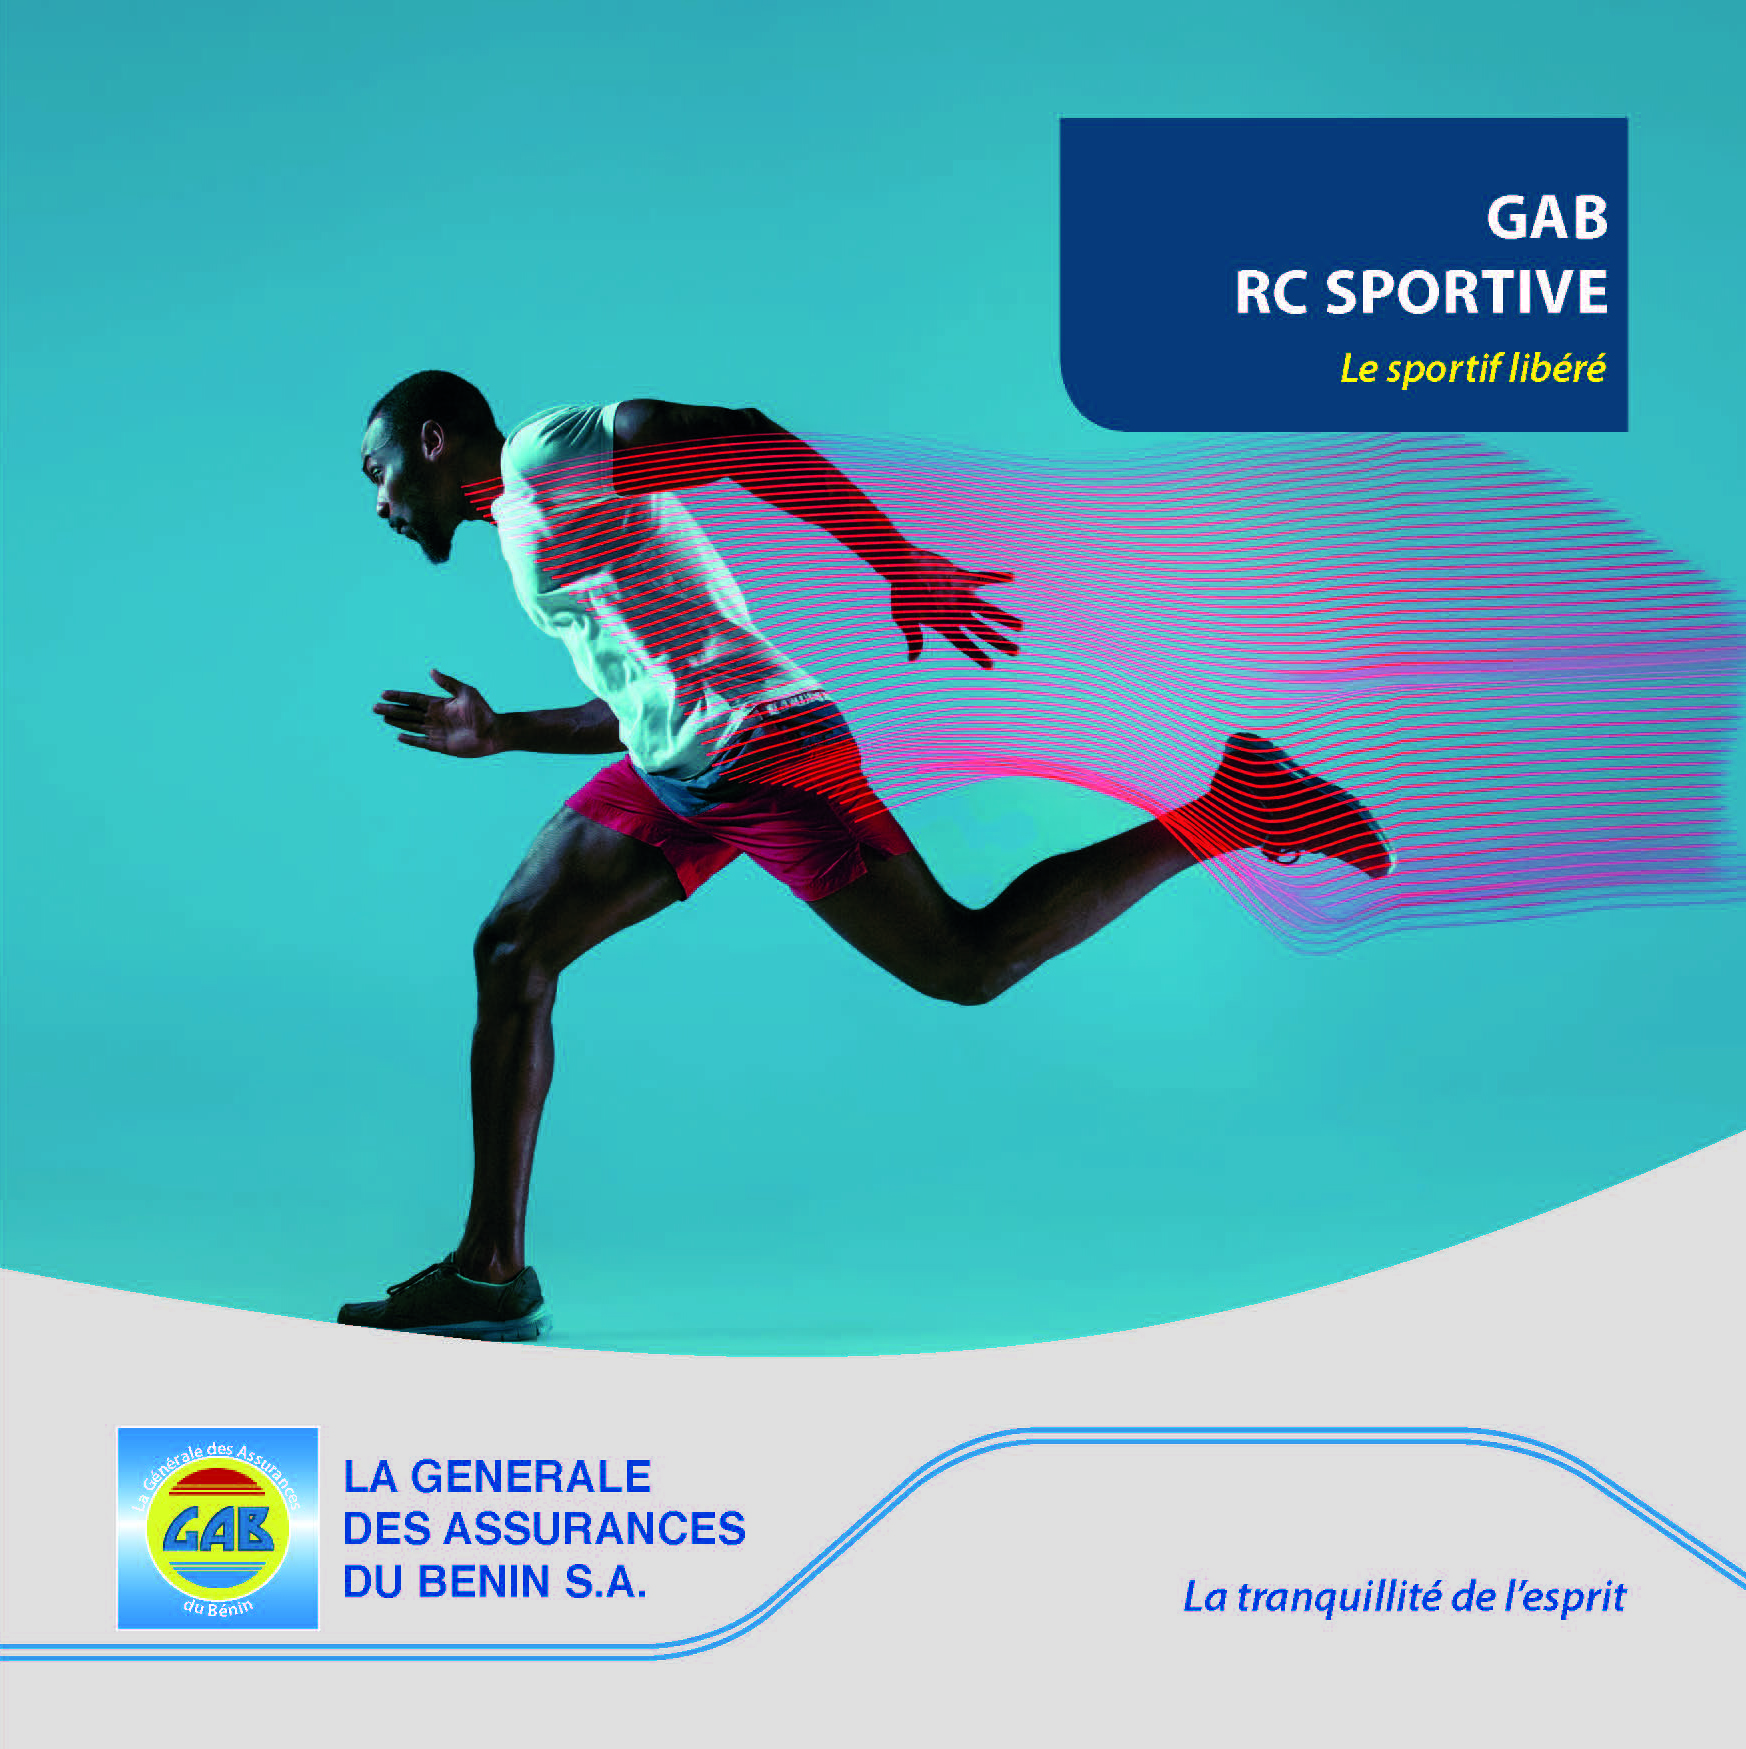 GAB
RC SPORTIVE
Le sportif libéré
La Générale des Assurances
GAB
du Bénin
LA GENERALE
DES ASSURANCES
DU BENIN S.A.
La tranquillité de l’esprit